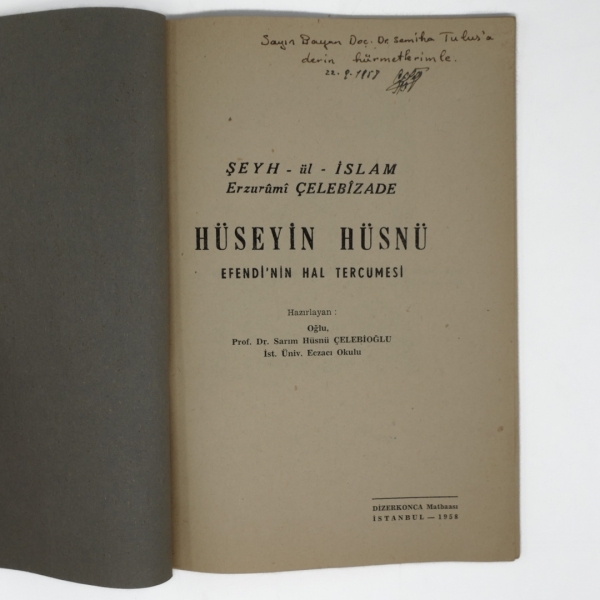 Sayın Bayan Doç. Dr. Semiha Tulus'a
derin hürmetlerimle.
22.9.1958
ŞEYH - ül - İSLAM
Erzurûmî ÇELEBİZADE
HÜSEYİN HÜSNÜ
EFENDİ'NİN HAL TERCUMESİ
Hazırlayan :
Oğlu,
Prof. Dr. Sarım Hüsnü ÇELEBİOĞLU
İst. Üniv. Eczacı Okulu
DİZERKONCA Matbaası
İSTANBUL — 1958